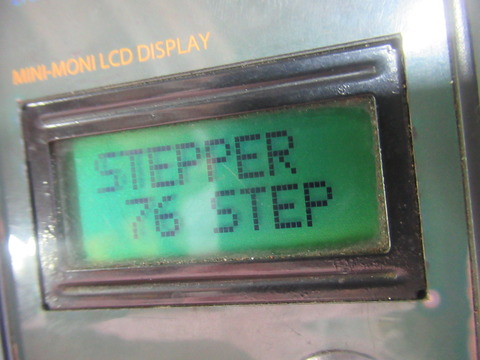 MINI-MONI LCD DISPLAY
STEPPER
76 STEP